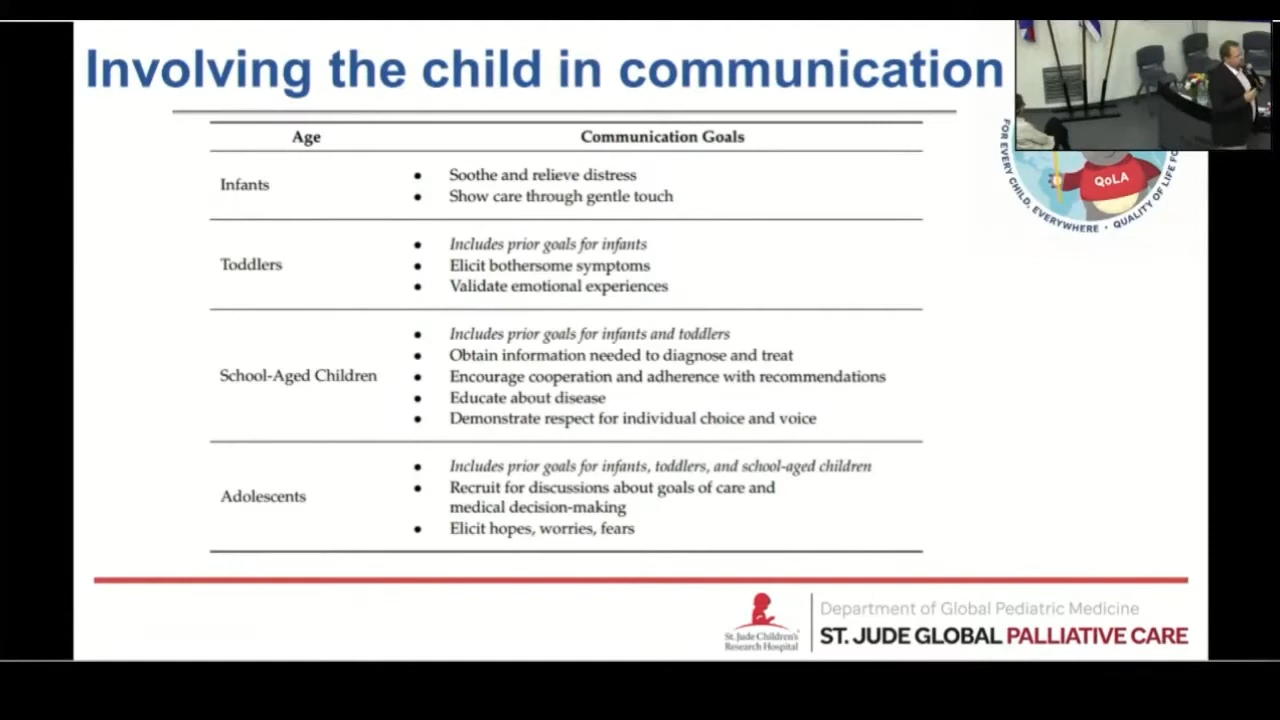 Involving the child in communication
Age Communication Goals
Infants
• Soothe and relieve distress
• Show care through gentle touch
Toddlers
• Includes prior goals for infants
• Elicit bothersome symptoms
• Validate emotional experiences
School-Aged Children
• Includes prior goals for infants and toddlers
• Obtain information needed to diagnose and treat
• Encourage cooperation and adherence with recommendations
• Educate about disease
• Demonstrate respect for individual choice and voice
Adolescents
• Includes prior goals for infants, toddlers, and school-aged children
• Recruit for discussions about goals of care and
medical decision-making
• Elicit hopes, worries, fears
QoLA
FOR EVERY CHILD, EVERYWHERE • QUALITY OF LIFE
St. Jude Children's
Research Hospital
Department of Global Pediatric Medicine
ST. JUDE GLOBAL PALLIATIVE CARE